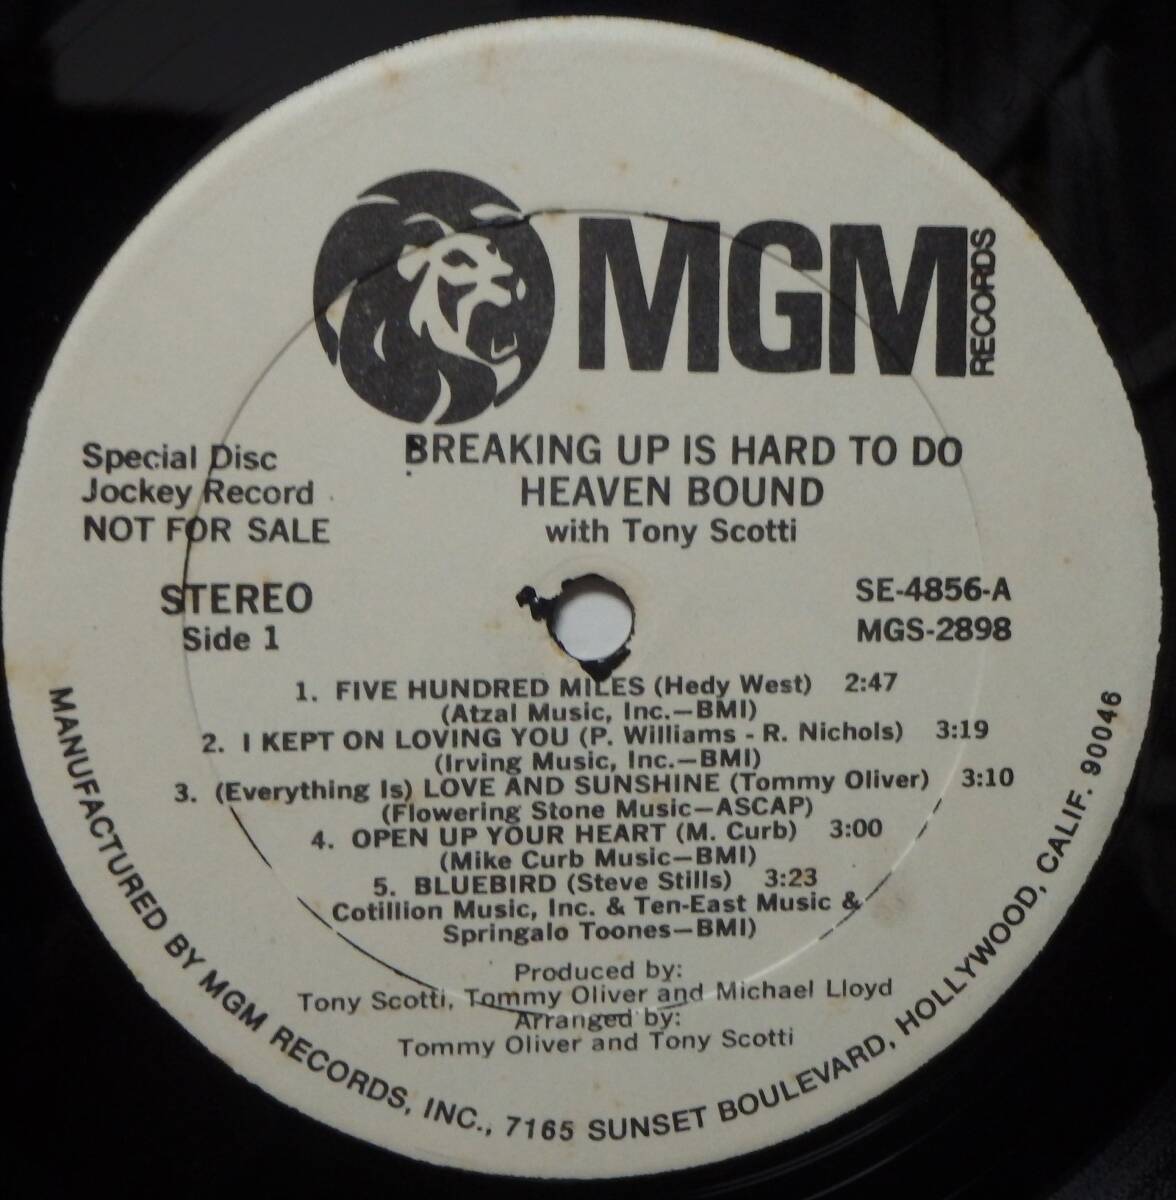 MGM RECORDS
BREAKING UP IS HARD TO DO
HEAVEN BOUND
with Tony Scotti
Special Disc
Jockey Record
NOT FOR SALE
STEREO
Side 1
SE-4856-A
MGS-2898
1. FIVE HUNDRED MILES (Hedy West) 2:47
(Atzal Music, Inc.—BMI)
2. I KEPT ON LOVING YOU (P. Williams - R. Nichols) 3:19
(Irving Music, Inc.—BMI)
3. (Everything Is) LOVE AND SUNSHINE (Tommy Oliver) 3:10
(Flowering Stone Music—ASCAP)
4. OPEN UP YOUR HEART (M. Curb) 3:00
(Mike Curb Music—BMI)
5. BLUEBIRD (Steve Stills) 3:23
Cotillion Music, Inc. & Ten-East Music &
Springalo Toones—BMI)
Produced by:
Tony Scotti, Tommy Oliver and Michael Lloyd
Arranged by:
Tommy Oliver and Tony Scotti
MANUFACTURED BY MGM RECORDS, INC., 7165 SUNSET BOULEVARD, HOLLYWOOD, CALIF. 90046